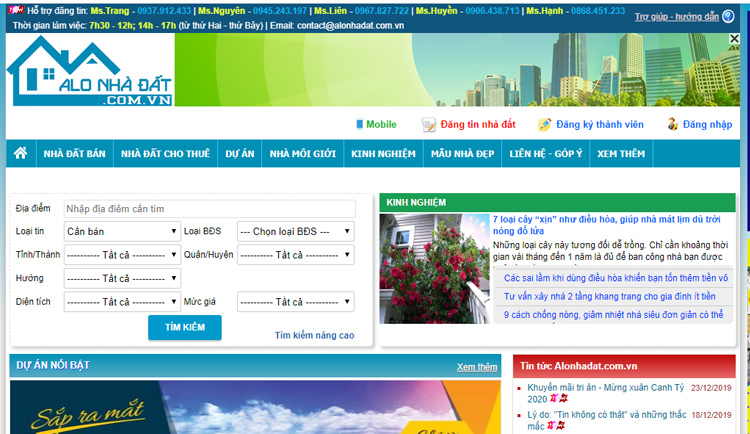 Hỗ trợ đăng tin: Ms.Trang - 0937.912.433 | Ms.Nguyên - 0945.243.197 | Ms.Liên - 0967.827.722 | Ms.Huyền - 0906.438.713 | Ms.Hạnh - 0868.451.233
Thời gian làm việc: 7h30 - 12h; 14h - 17h (từ thứ Hai - thứ Bảy) | Email: contact@alonhadat.com.vn
Trợ giúp - hướng dẫn
ALO NHÀ ĐẤT
.COM.VN
Mobile
Đăng tin nhà đất
Đăng ký thành viên
Đăng nhập
NHÀ ĐẤT BÁN NHÀ ĐẤT CHO THUÊ DỰ ÁN NHÀ MÔI GIỚI KINH NGHIỆM MẪU NHÀ ĐẸP LIÊN HỆ - GÓP Ý XEM THÊM
Địa điểm Nhập địa điểm cần tìm
Loại tin Cần bán Loại BĐS --- Chọn loại BĐS ---
Tỉnh/Thành ---------- Tất cả ---------- Quận/Huyện ---------- Tất cả ----------
Hướng ---------- Tất cả ----------
Diện tích ---------- Tất cả ---------- Mức giá ---------- Tất cả ----------
TÌM KIẾM
Tìm kiếm nâng cao
KINH NGHIỆM
7 loại cây “xịn” như điều hòa, giúp nhà mát lịm dù trời
nóng đổ lửa
Những loại cây này tương đối dễ trồng. Chỉ cần khoảng thời
gian vài tháng đến 1 năm là đủ để ban công nhà bạn được
Các sai lầm khi dùng điều hòa khiến bạn tốn thêm tiền vô
Tư vấn xây nhà 2 tầng khang trang cho gia đình ít tiền
9 cách chống nóng, giảm nhiệt nhà siêu đơn giản có thể
DỰ ÁN NỔI BẬT
Xem thêm
Sắp ra mắt
Tin tức Alonhadat.com.vn
Khuyến mãi tri ân - Mừng xuân Canh Tý 23/12/2019
2020
Lý do: "Tin không có thật" và những thắc 18/12/2019
mắc